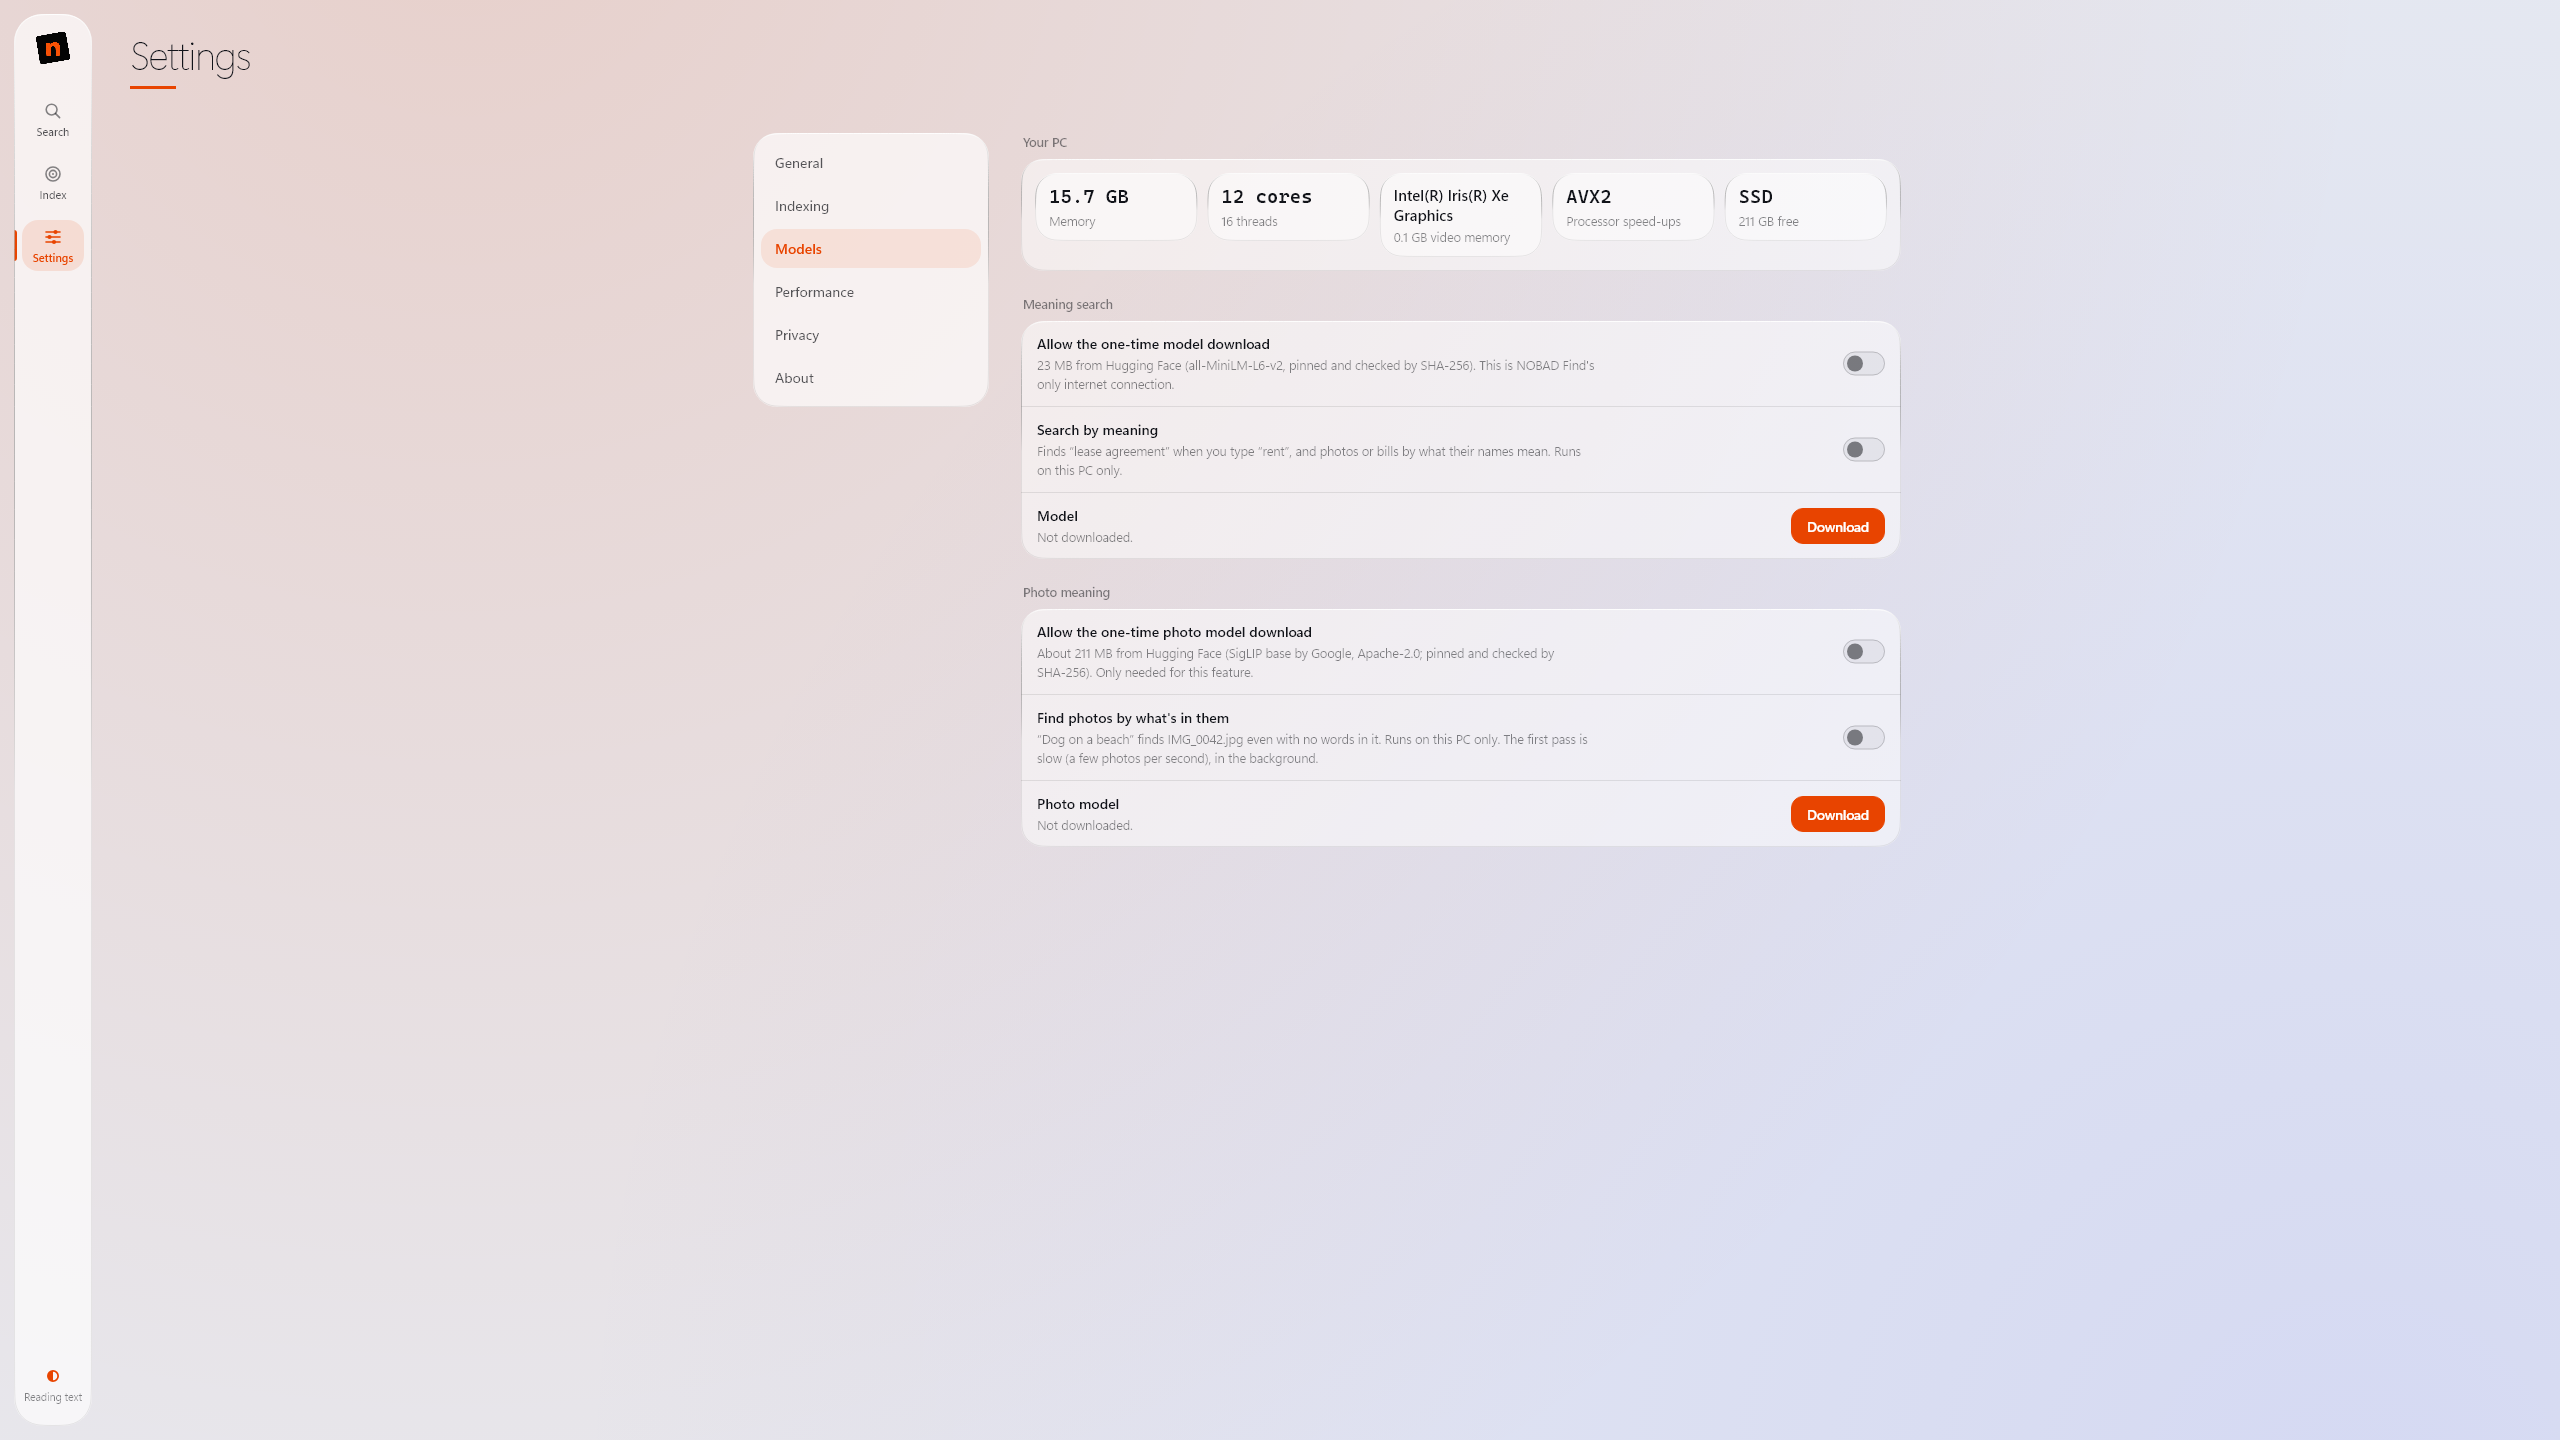 n
Settings
Search
Index
Settings
Reading text
General
Indexing
Models
Performance
Privacy
About
Your PC
15.7 GB
Memory
12 cores
16 threads
Intel(R) Iris(R) Xe
Graphics
0.1 GB video memory
AVX2
Processor speed-ups
SSD
211 GB free
Meaning search
Allow the one-time model download
23 MB from Hugging Face (all-MiniLM-L6-v2, pinned and checked by SHA-256). This is NOBAD Find's
only internet connection.
Search by meaning
Finds “lease agreement” when you type “rent”, and photos or bills by what their names mean. Runs
on this PC only.
Model
Not downloaded.
Download
Photo meaning
Allow the one-time photo model download
About 211 MB from Hugging Face (SigLIP base by Google, Apache-2.0; pinned and checked by
SHA-256). Only needed for this feature.
Find photos by what's in them
“Dog on a beach” finds IMG_0042.jpg even with no words in it. Runs on this PC only. The first pass is
slow (a few photos per second), in the background.
Photo model
Not downloaded.
Download